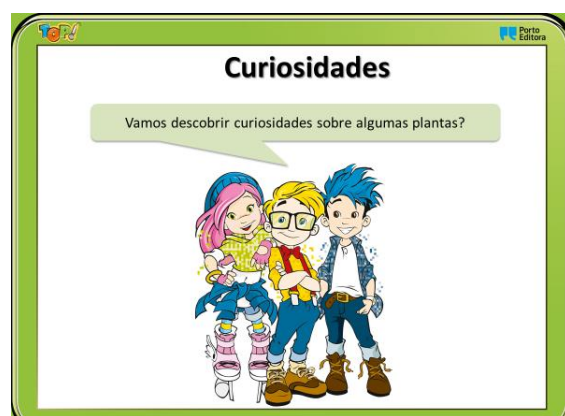 TOP!
Porto
Editora
Curiosidades
Vamos descobrir curiosidades sobre algumas plantas?